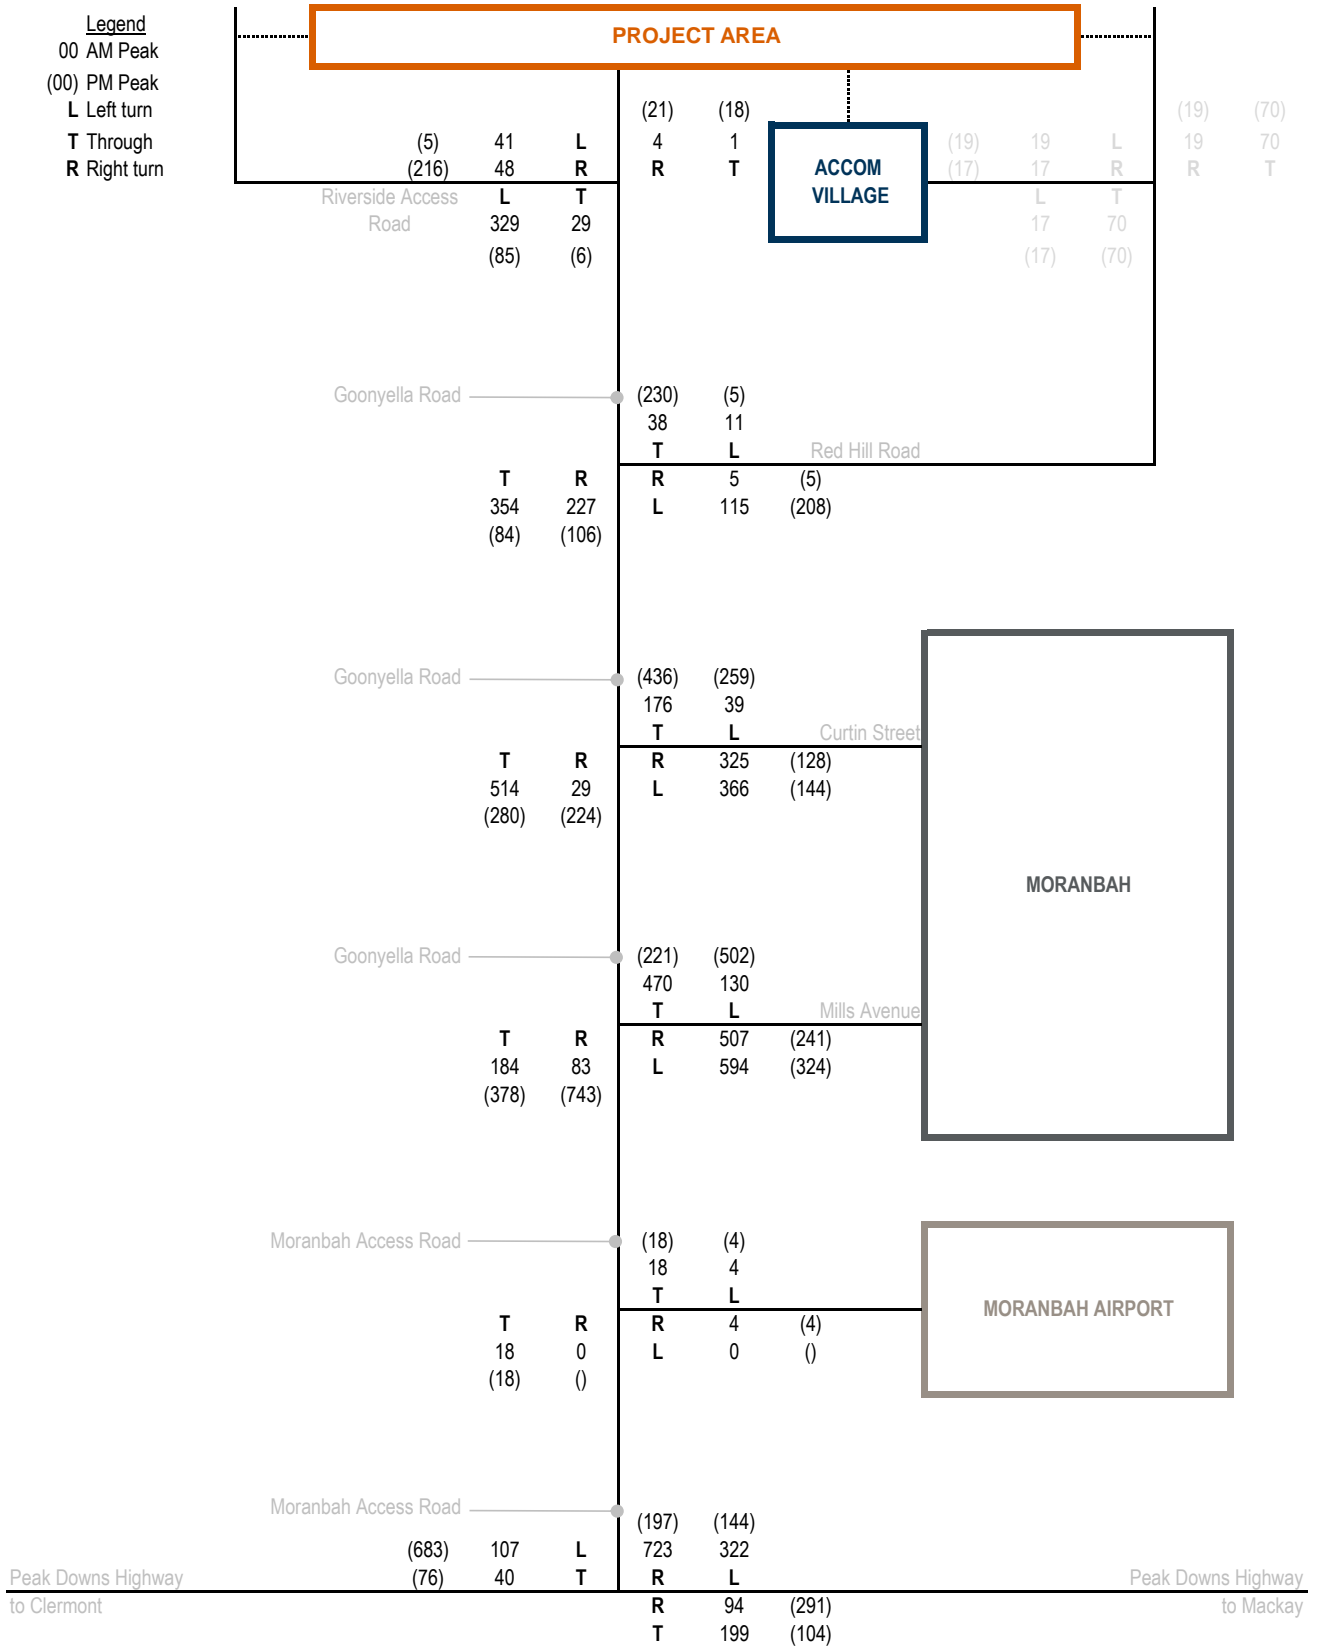 Legend
00 AM Peak
(00) PM Peak
L Left turn
T Through
R Right turn
PROJECT AREA
(21) (18)
(5) 41 L 4 1
(216) 48 R R T
ACCOM
VILLAGE
(19) (70)
(19) 19 L 19 70
(17) 17 R R T
Riverside Access
Road
L T
329 29
(85) (6)
L T
17 70
(17) (70)
Goonyella Road
(230) (5)
38 11
T L
Red Hill Road
T R R 5 (5)
354 227 L 115 (208)
(84) (106)
Goonyella Road
(436) (259)
176 39
T L
Curtin Street
T R R 325 (128)
514 29 L 366 (144)
(280) (224)
MORANBAH
Goonyella Road
(221) (502)
470 130
T L
Mills Avenue
T R R 507 (241)
184 83 L 594 (324)
(378) (743)
Moranbah Access Road
(18) (4)
18 4
T L
MORANBAH AIRPORT
T R R 4 (4)
18 0 L 0 ()
(18) ()
Moranbah Access Road
(197) (144)
(683) 107 L 723 322
Peak Downs Highway (76) 40 T R L Peak Downs Highway
to Clermont R 94 (291) to Mackay
T 199 (104)